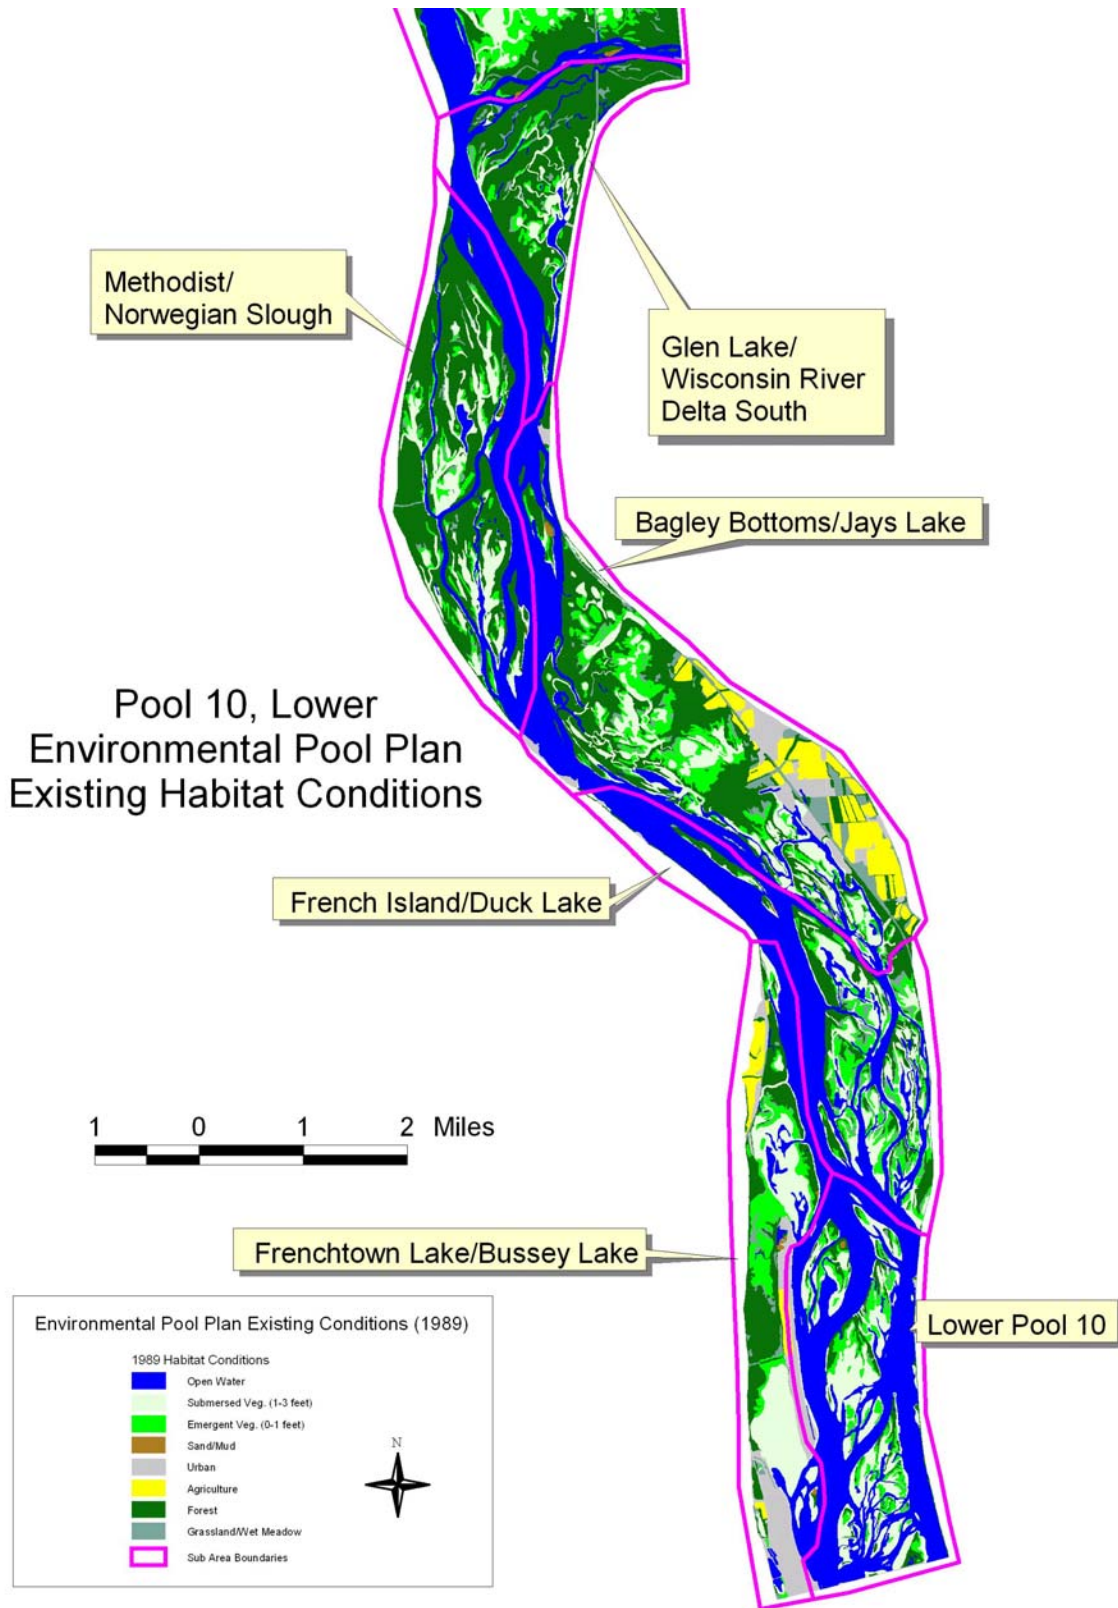 Methodist/
Norwegian Slough
Glen Lake/
Wisconsin River
Delta South
Bagley Bottoms/Jays Lake
Pool 10, Lower
Environmental Pool Plan
Existing Habitat Conditions
French Island/Duck Lake
1 0 1 2 Miles
Frenchtown Lake/Bussey Lake
Lower Pool 10
Environmental Pool Plan Existing Conditions (1989)
1989 Habitat Conditions
Open Water
Submersed Veg. (1-3 feet)
Emergent Veg. (0-1 feet)
Sand/Mud
Urban
Agriculture
Forest
Grassland/Wet Meadow
Sub Area Boundaries
N